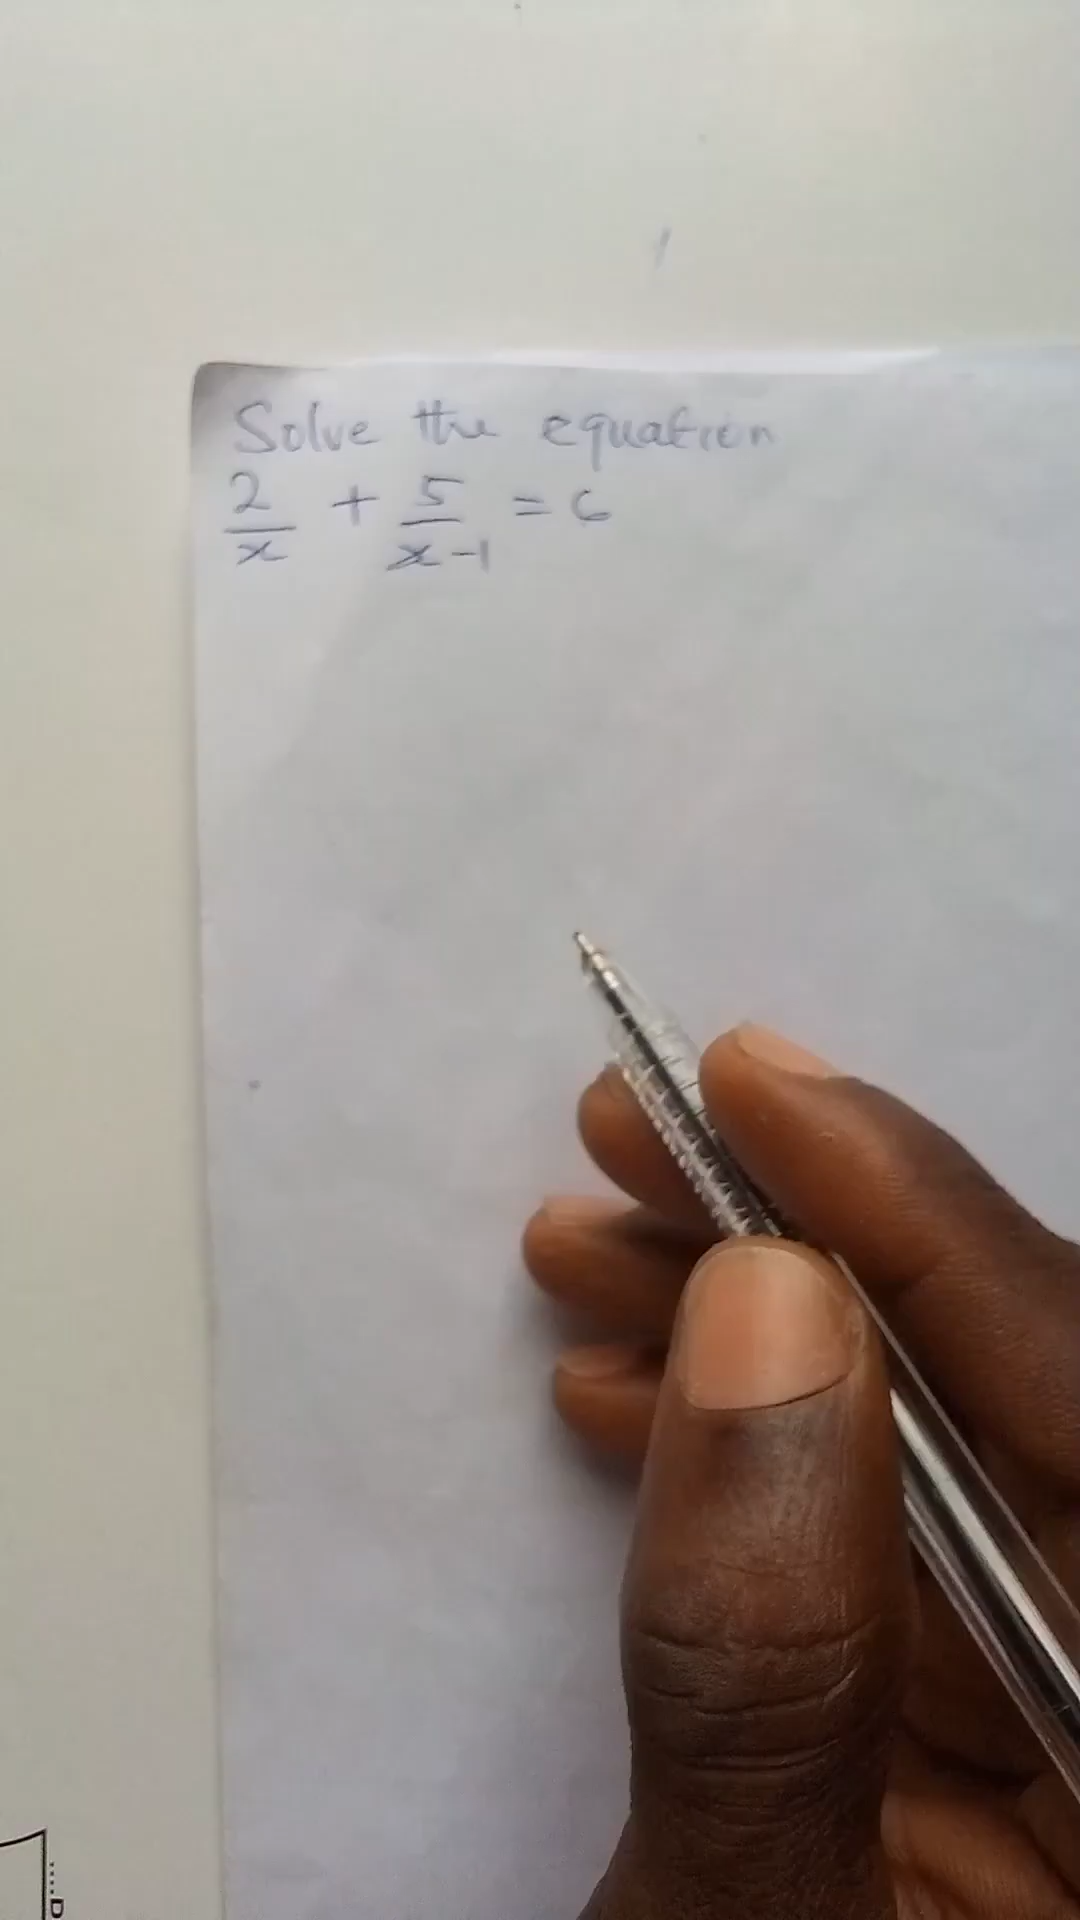 Solve the equation
2/x + 5/x-1 = 6